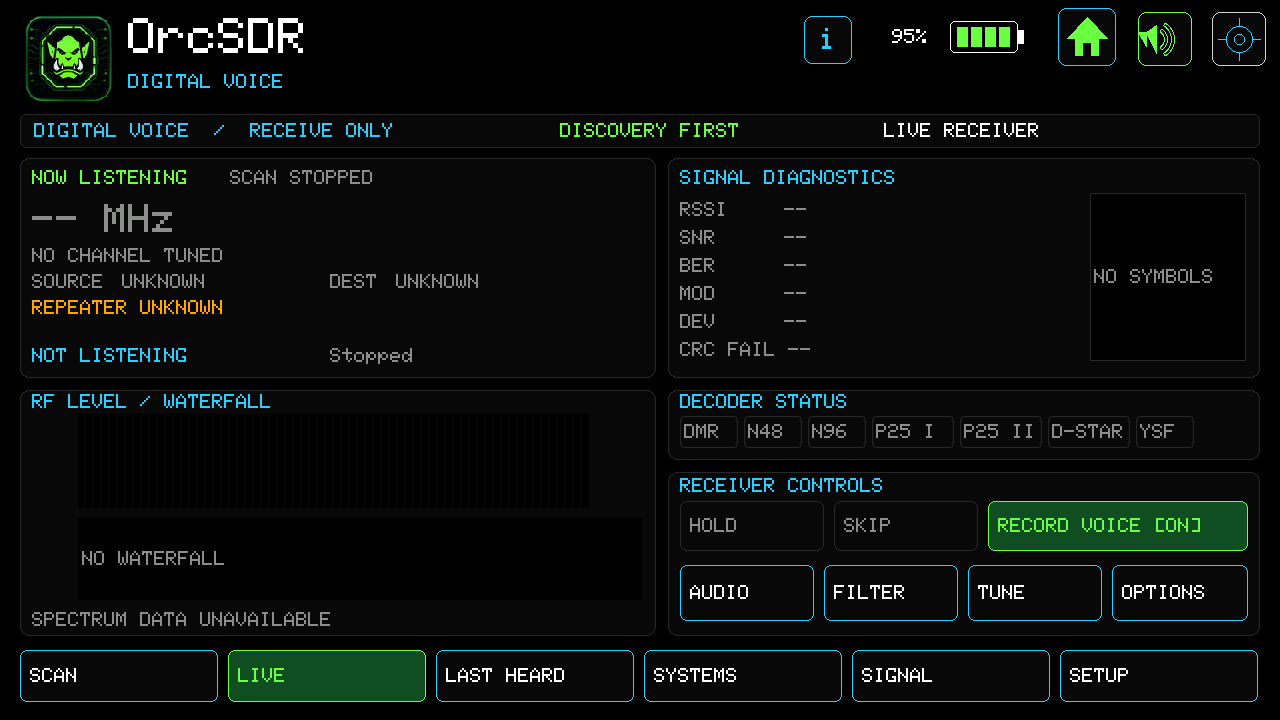 OrcSDR
DIGITAL VOICE
i
95%
DIGITAL VOICE / RECEIVE ONLY
DISCOVERY FIRST
LIVE RECEIVER
NOW LISTENING
SCAN STOPPED
-- MHz
NO CHANNEL TUNED
SOURCE UNKNOWN
DEST UNKNOWN
REPEATER UNKNOWN
NOT LISTENING
Stopped
SIGNAL DIAGNOSTICS
RSSI --
SNR --
BER --
MOD --
DEV --
CRC FAIL --
NO SYMBOLS
RF LEVEL / WATERFALL
NO WATERFALL
SPECTRUM DATA UNAVAILABLE
DECODER STATUS
DMR
N48
N96
P25 I
P25 II
D-STAR
YSF
RECEIVER CONTROLS
HOLD
SKIP
RECORD VOICE [ON]
AUDIO
FILTER
TUNE
OPTIONS
SCAN
LIVE
LAST HEARD
SYSTEMS
SIGNAL
SETUP